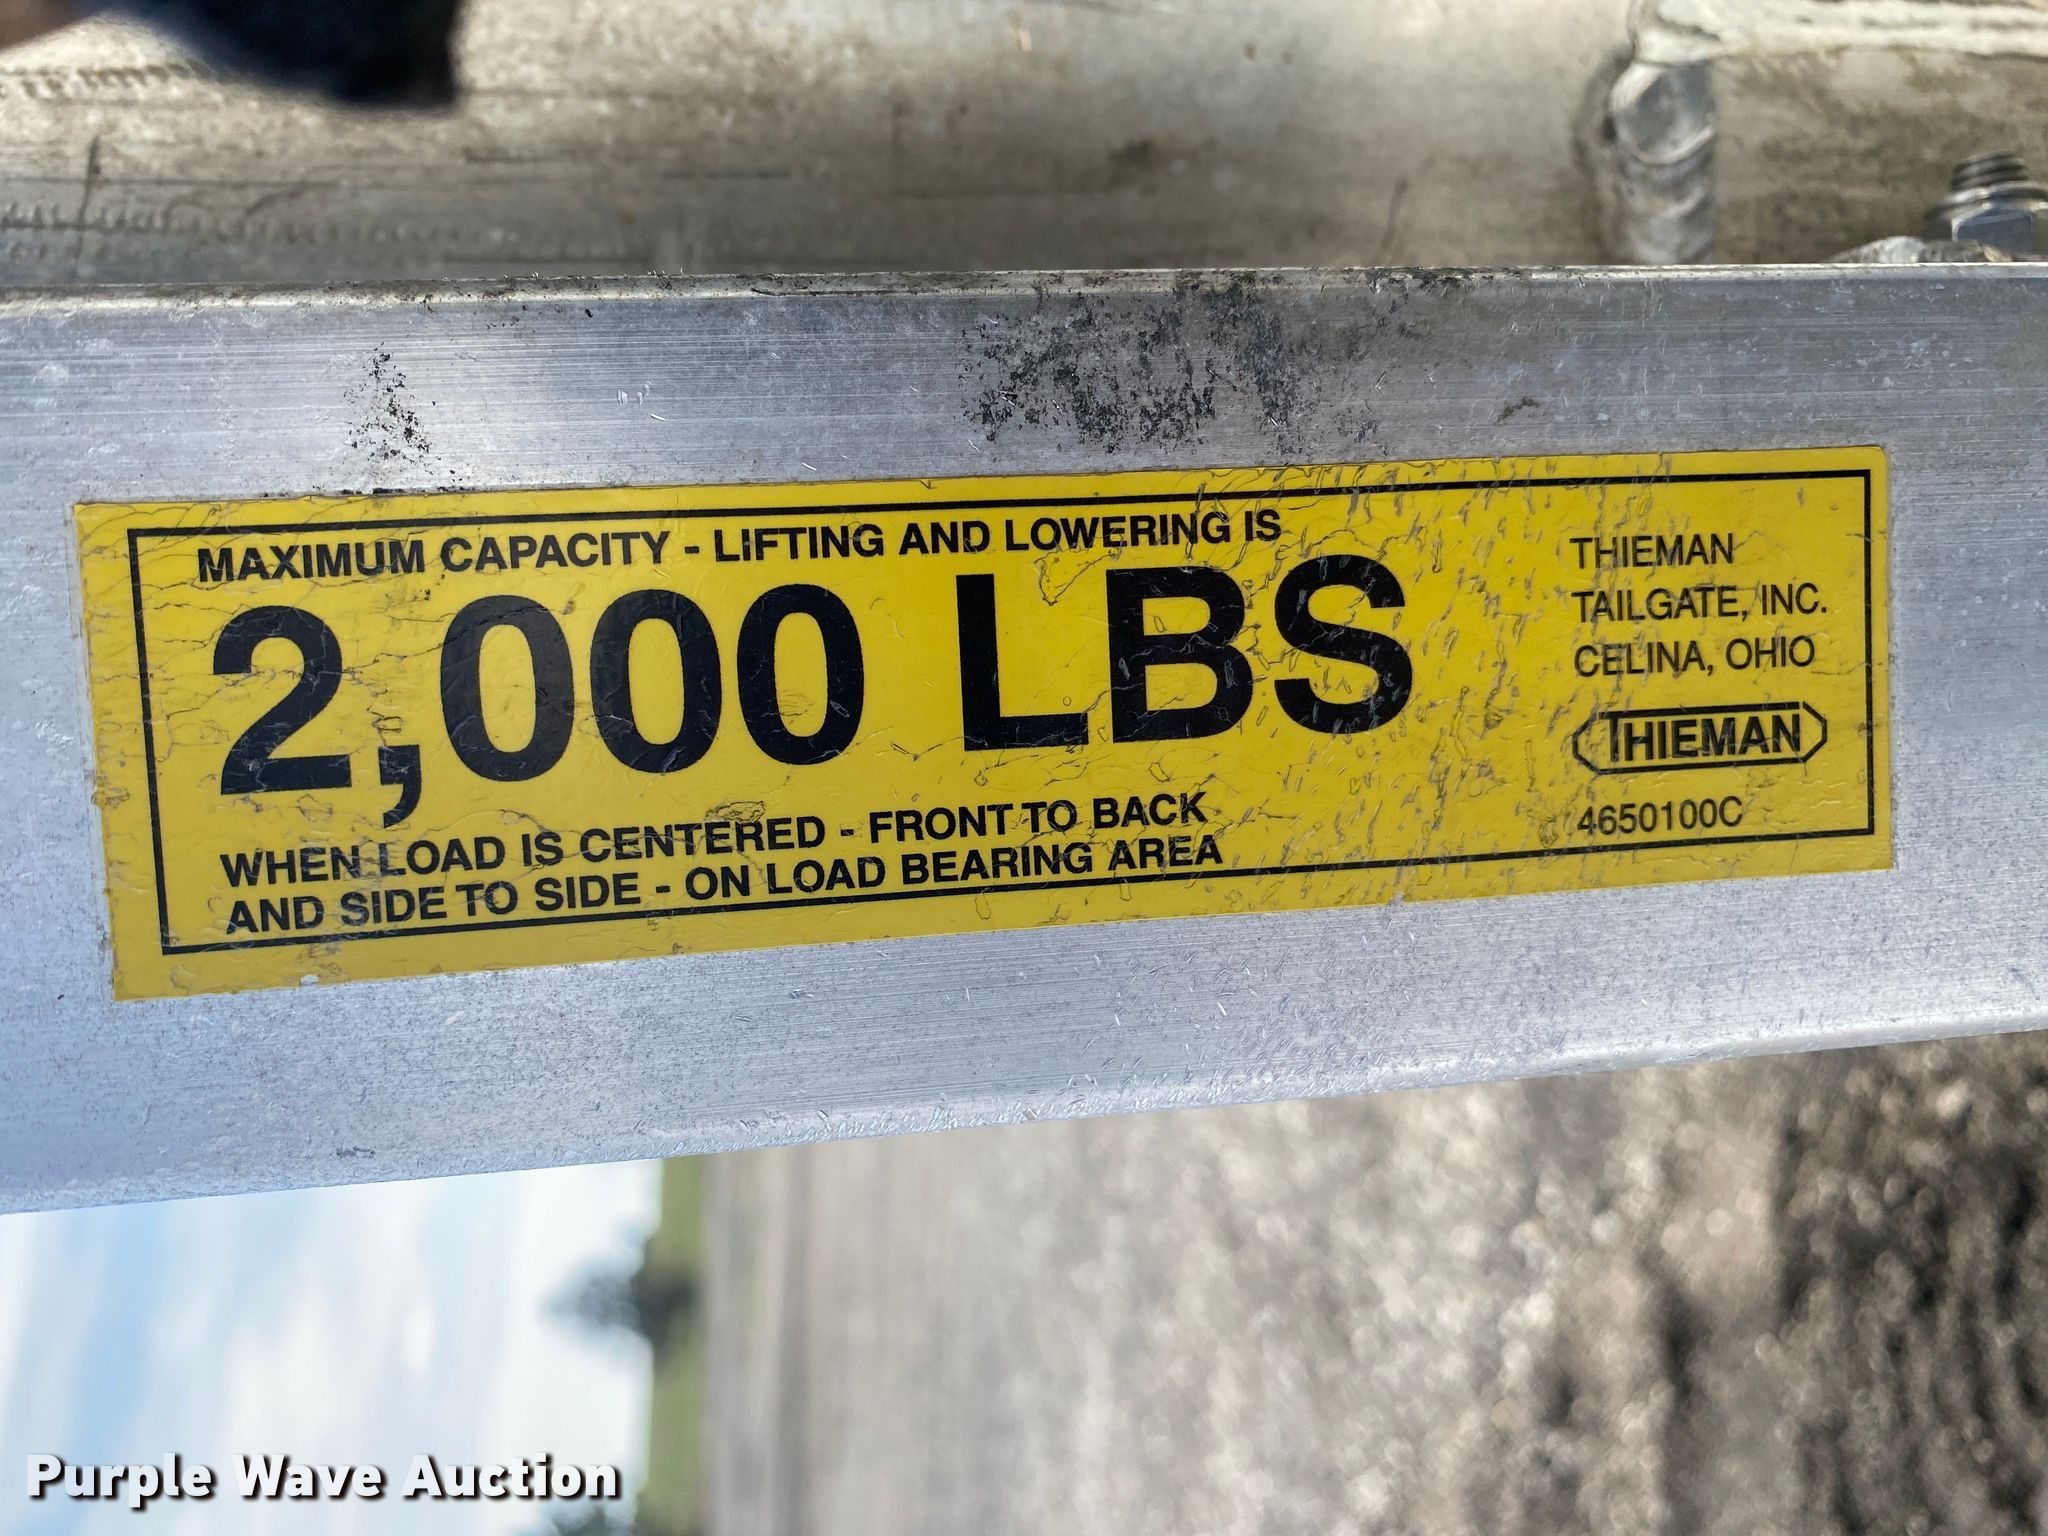 MAXIMUM CAPACITY - LIFTING AND LOWERING IS
2,000 LBS
WHEN LOAD IS CENTERED - FRONT TO BACK
AND SIDE TO SIDE - ON LOAD BEARING AREA
THIEMAN
TAILGATE, INC.
CELINA, OHIO
THIEMAN
4650100C
Purple Wave Auction